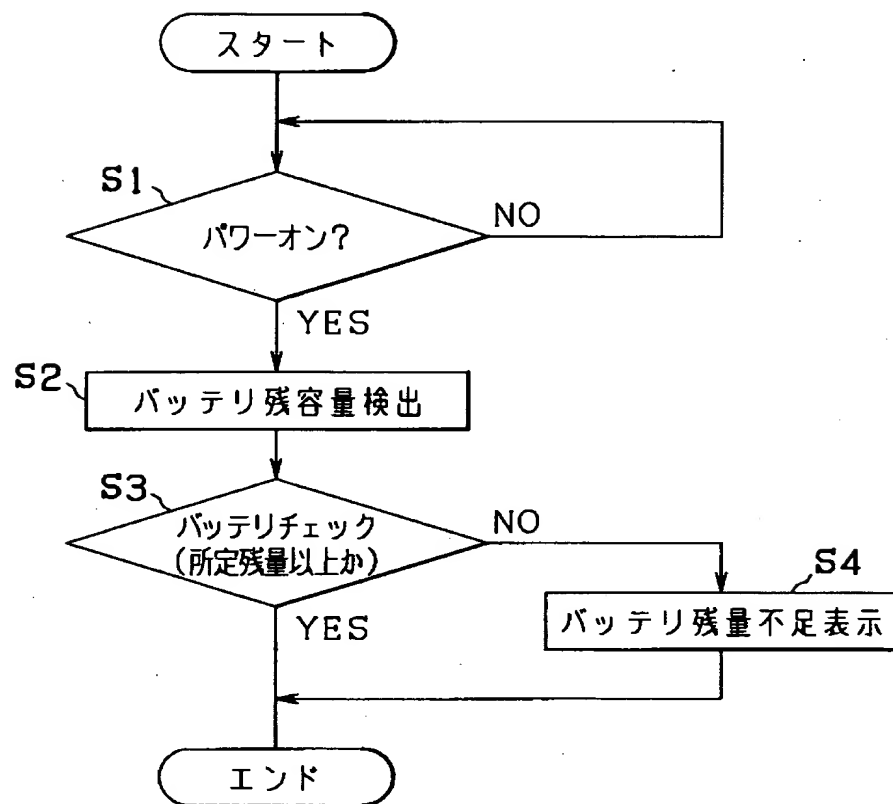 スタート
S1
パワーオン?
NO
YES
S2
バッテリ残容量検出
S3
バッテリチェック
(所定残量以上か)
NO
YES
S4
バッテリ残量不足表示
エンド